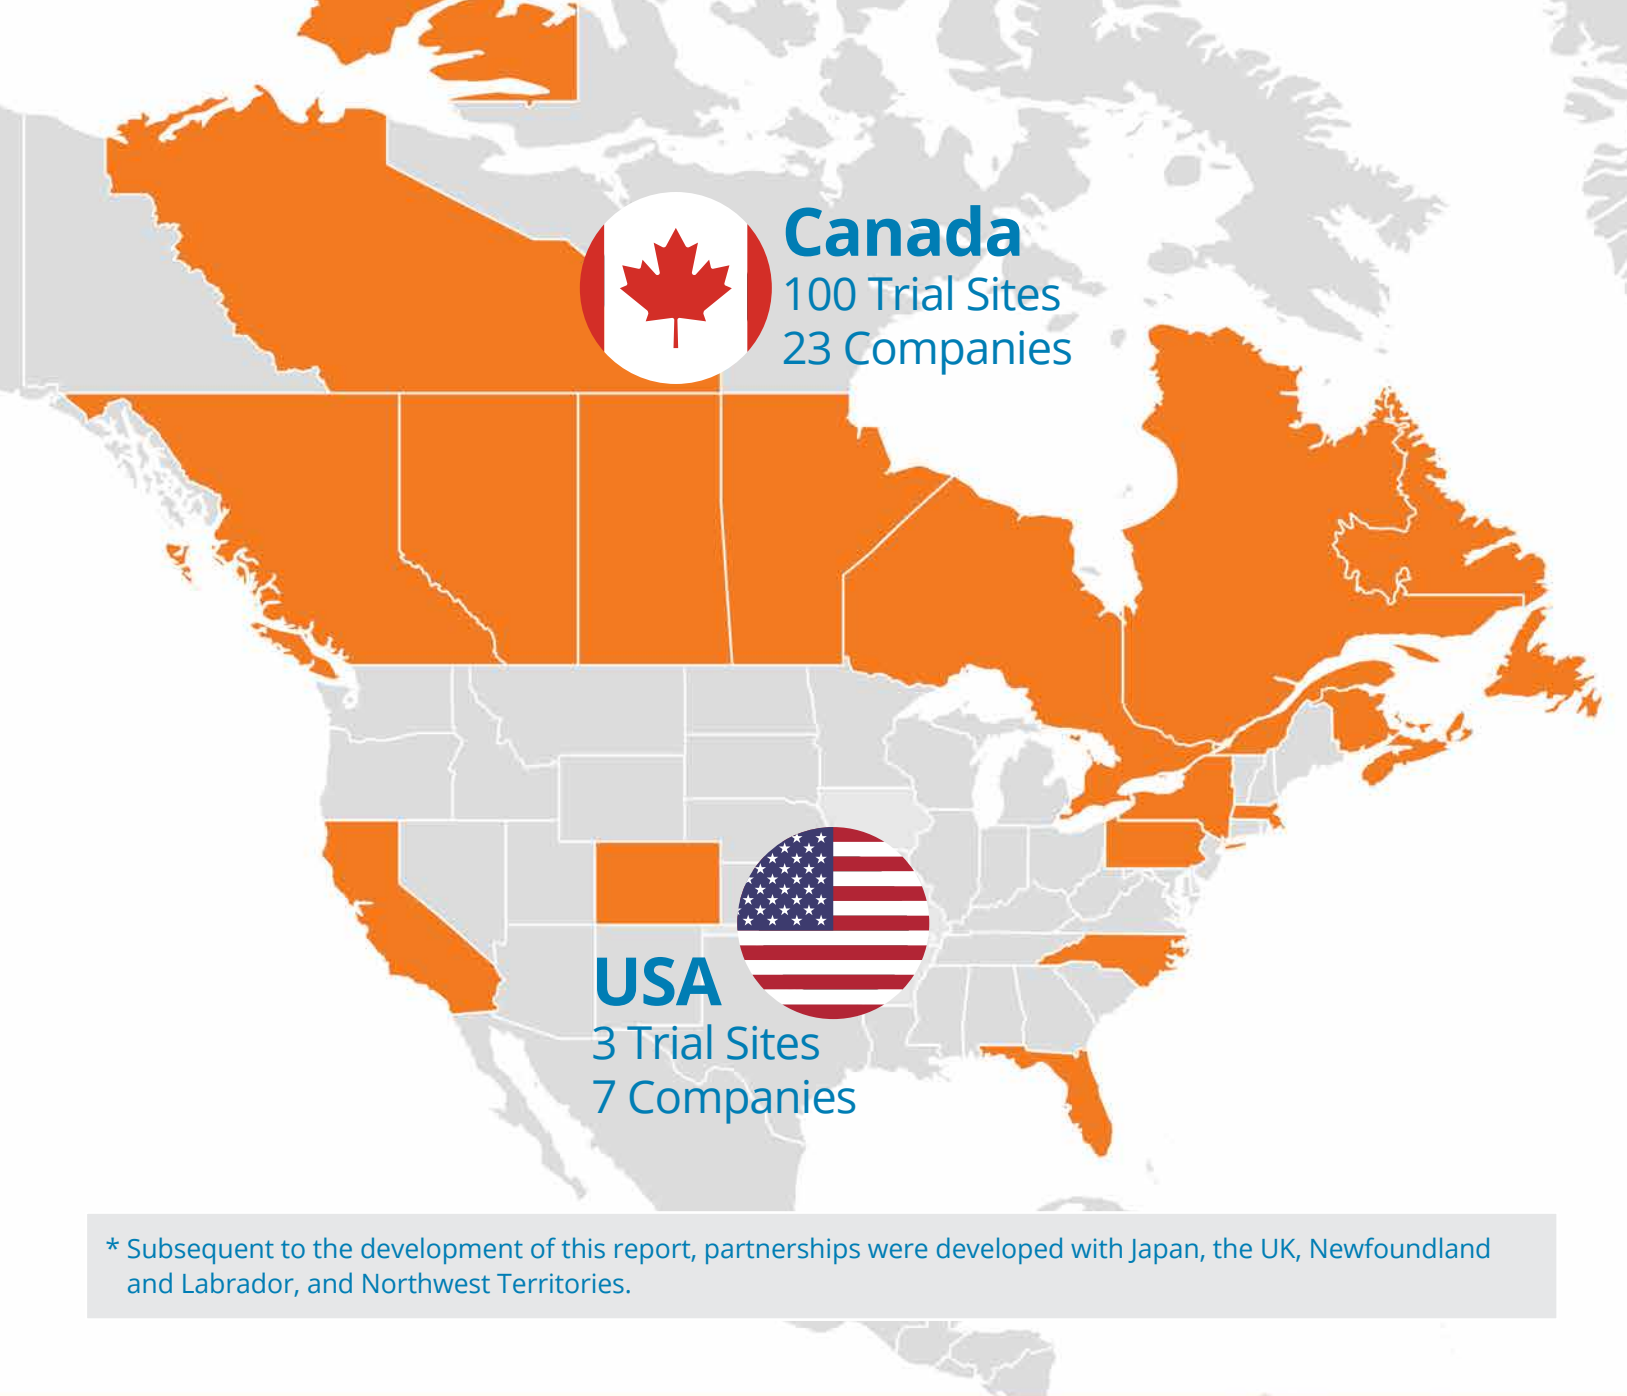 Canada
100 Trial Sites
23 Companies
USA
3 Trial Sites
7 Companies
* Subsequent to the development of this report, partnerships were developed with Japan, the UK, Newfoundland
and Labrador, and Northwest Territories.